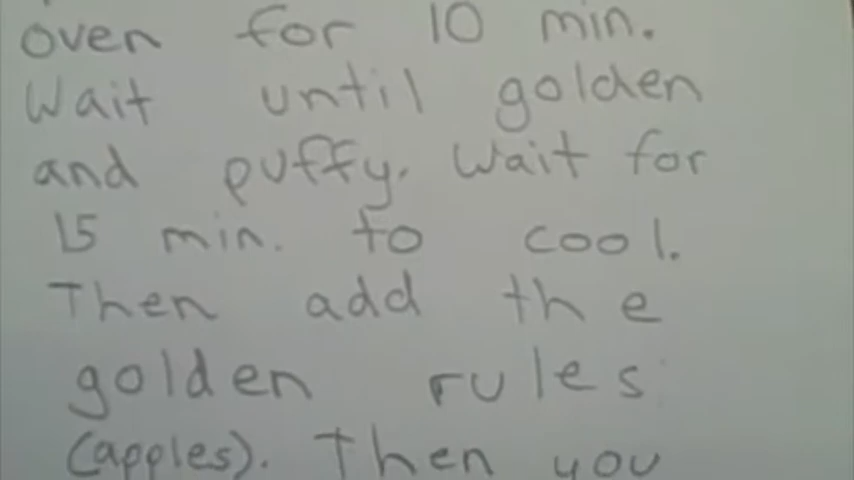 oven for 10 min.
Wait until golden
and puffy. Wait for
15 min. to cool.
Then add the
golden rules
(apples). Then you